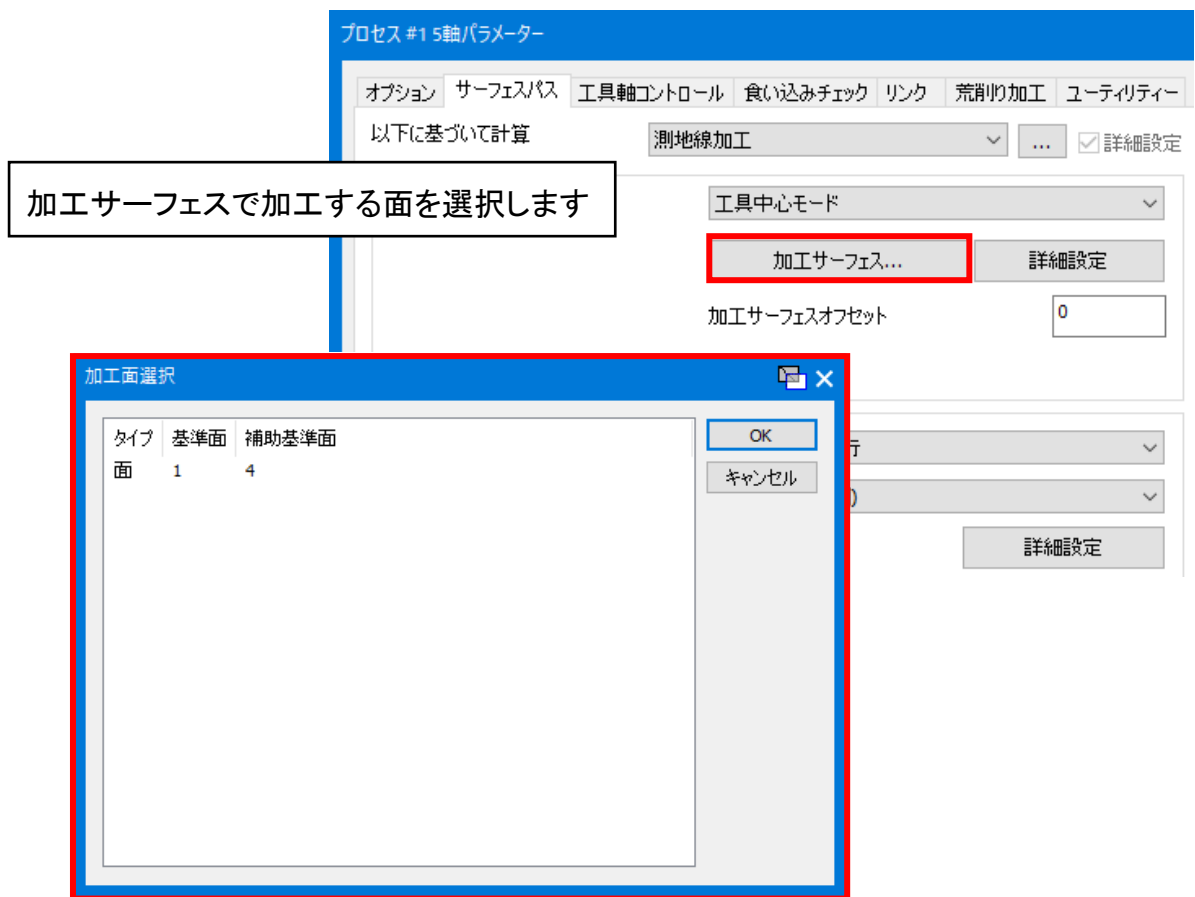 プロセス #1 5軸パラメーター
オプション サーフェスパス 工具軸コントロール 食い込みチェック リンク 荒削り加工 ユーティリティー
以下に基づいて計算 測地線加工 ... 詳細設定
加工サーフェスで加工する面を選択します
工具中心モード
加工サーフェス... 詳細設定
加工サーフェスオフセット 0
加工面選択
タイプ 基準面 補助基準面
面 1 4
OK
キャンセル
行
)
詳細設定